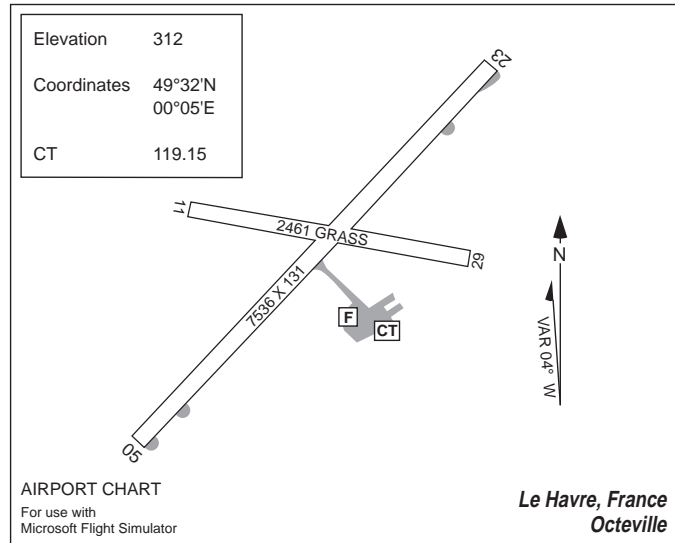 Elevation 312
Coordinates 49°32'N
00°05'E
CT 119.15
23
11
2461 GRASS
29
7536 X 131
F
CT
N
VAR 04° W
05
AIRPORT CHART
For use with
Microsoft Flight Simulator
Le Havre, France
Octeville